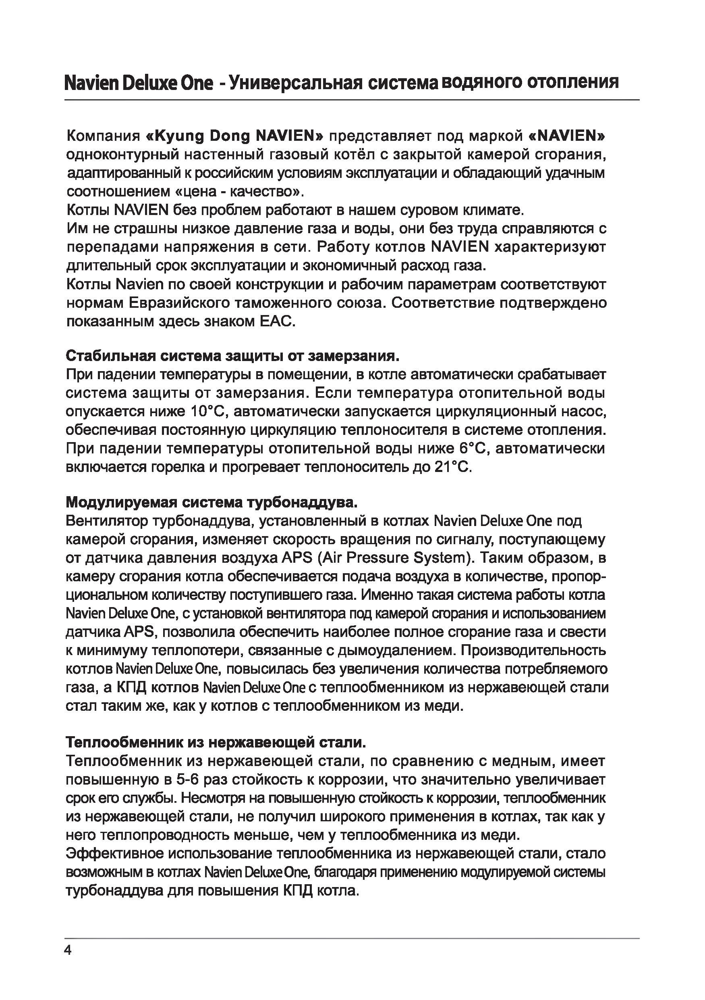 Navien Deluxe One - Универсальная система водяного отопления
Компания «Kyung Dong NAVIEN» представляет под маркой «NAVIEN»
одноконтурный настенный газовый котёл с закрытой камерой сгорания,
адаптированный к российским условиям эксплуатации и обладающий удачным
соотношением «цена - качество».
Котлы NAVIEN без проблем работают в нашем суровом климате.
Им не страшны низкое давление газа и воды, они без труда справляются с
перепадами напряжения в сети. Работу котлов NAVIEN характеризуют
длительный срок эксплуатации и экономичный расход газа.
Котлы Navien по своей конструкции и рабочим параметрам соответствуют
нормам Евразийского таможенного союза. Соответствие подтверждено
показанным здесь знаком ЕАС.
Стабильная система защиты от замерзания.
При падении температуры в помещении, в котле автоматически срабатывает
система защиты от замерзания. Если температура отопительной воды
опускается ниже 10°С, автоматически запускается циркуляционный насос,
обеспечивая постоянную циркуляцию теплоносителя в системе отопления.
При падении температуры отопительной воды ниже 6°С, автоматически
включается горелка и прогревает теплоноситель до 21°С.
Модулируемая система турбонаддува.
Вентилятор турбонаддува, установленный в котлах Navien Deluxe One под
камерой сгорания, изменяет скорость вращения по сигналу, поступающему
от датчика давления воздуха APS (Air Pressure System). Таким образом, в
камеру сгорания котла обеспечивается подача воздуха в количестве, пропор-
циональном количеству поступившего газа. Именно такая система работы котла
Navien Deluxe One, с установкой вентилятора под камерой сгорания и использованием
датчика APS, позволила обеспечить наиболее полное сгорание газа и свести
к минимуму теплопотери, связанные с дымоудалением. Производительность
котлов Navien Deluxe One, повысилась без увеличения количества потребляемого
газа, а КПД котлов Navien Deluxe One с теплообменником из нержавеющей стали
стал таким же, как у котлов с теплообменником из меди.
Теплообменник из нержавеющей стали.
Теплообменник из нержавеющей стали, по сравнению с медным, имеет
повышенную в 5-6 раз стойкость к коррозии, что значительно увеличивает
срок его службы. Несмотря на повышенную стойкость к коррозии, теплообменник
из нержавеющей стали, не получил широкого применения в котлах, так как у
него теплопроводность меньше, чем у теплообменника из меди.
Эффективное использование теплообменника из нержавеющей стали, стало
возможным в котлах Navien Deluxe One, благодаря применению модулируемой системы
турбонаддува для повышения КПД котла.
4